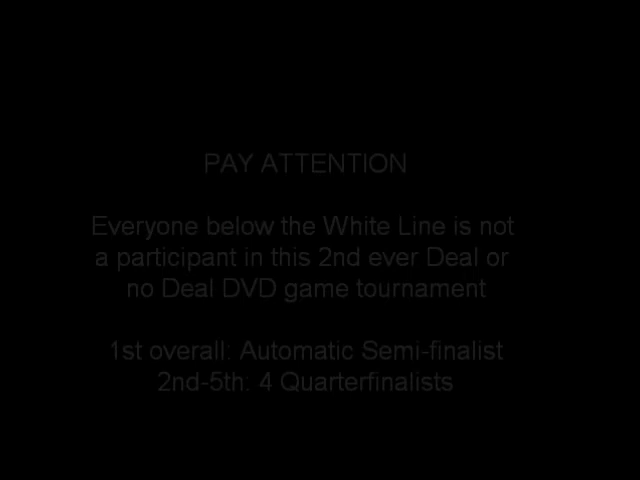 PAY ATTENTION
Everyone below the White Line is not
a participant in this 2nd ever Deal or
no Deal DVD game tournament
1st overall: Automatic Semi-finalist
2nd-5th: 4 Quarterfinalists